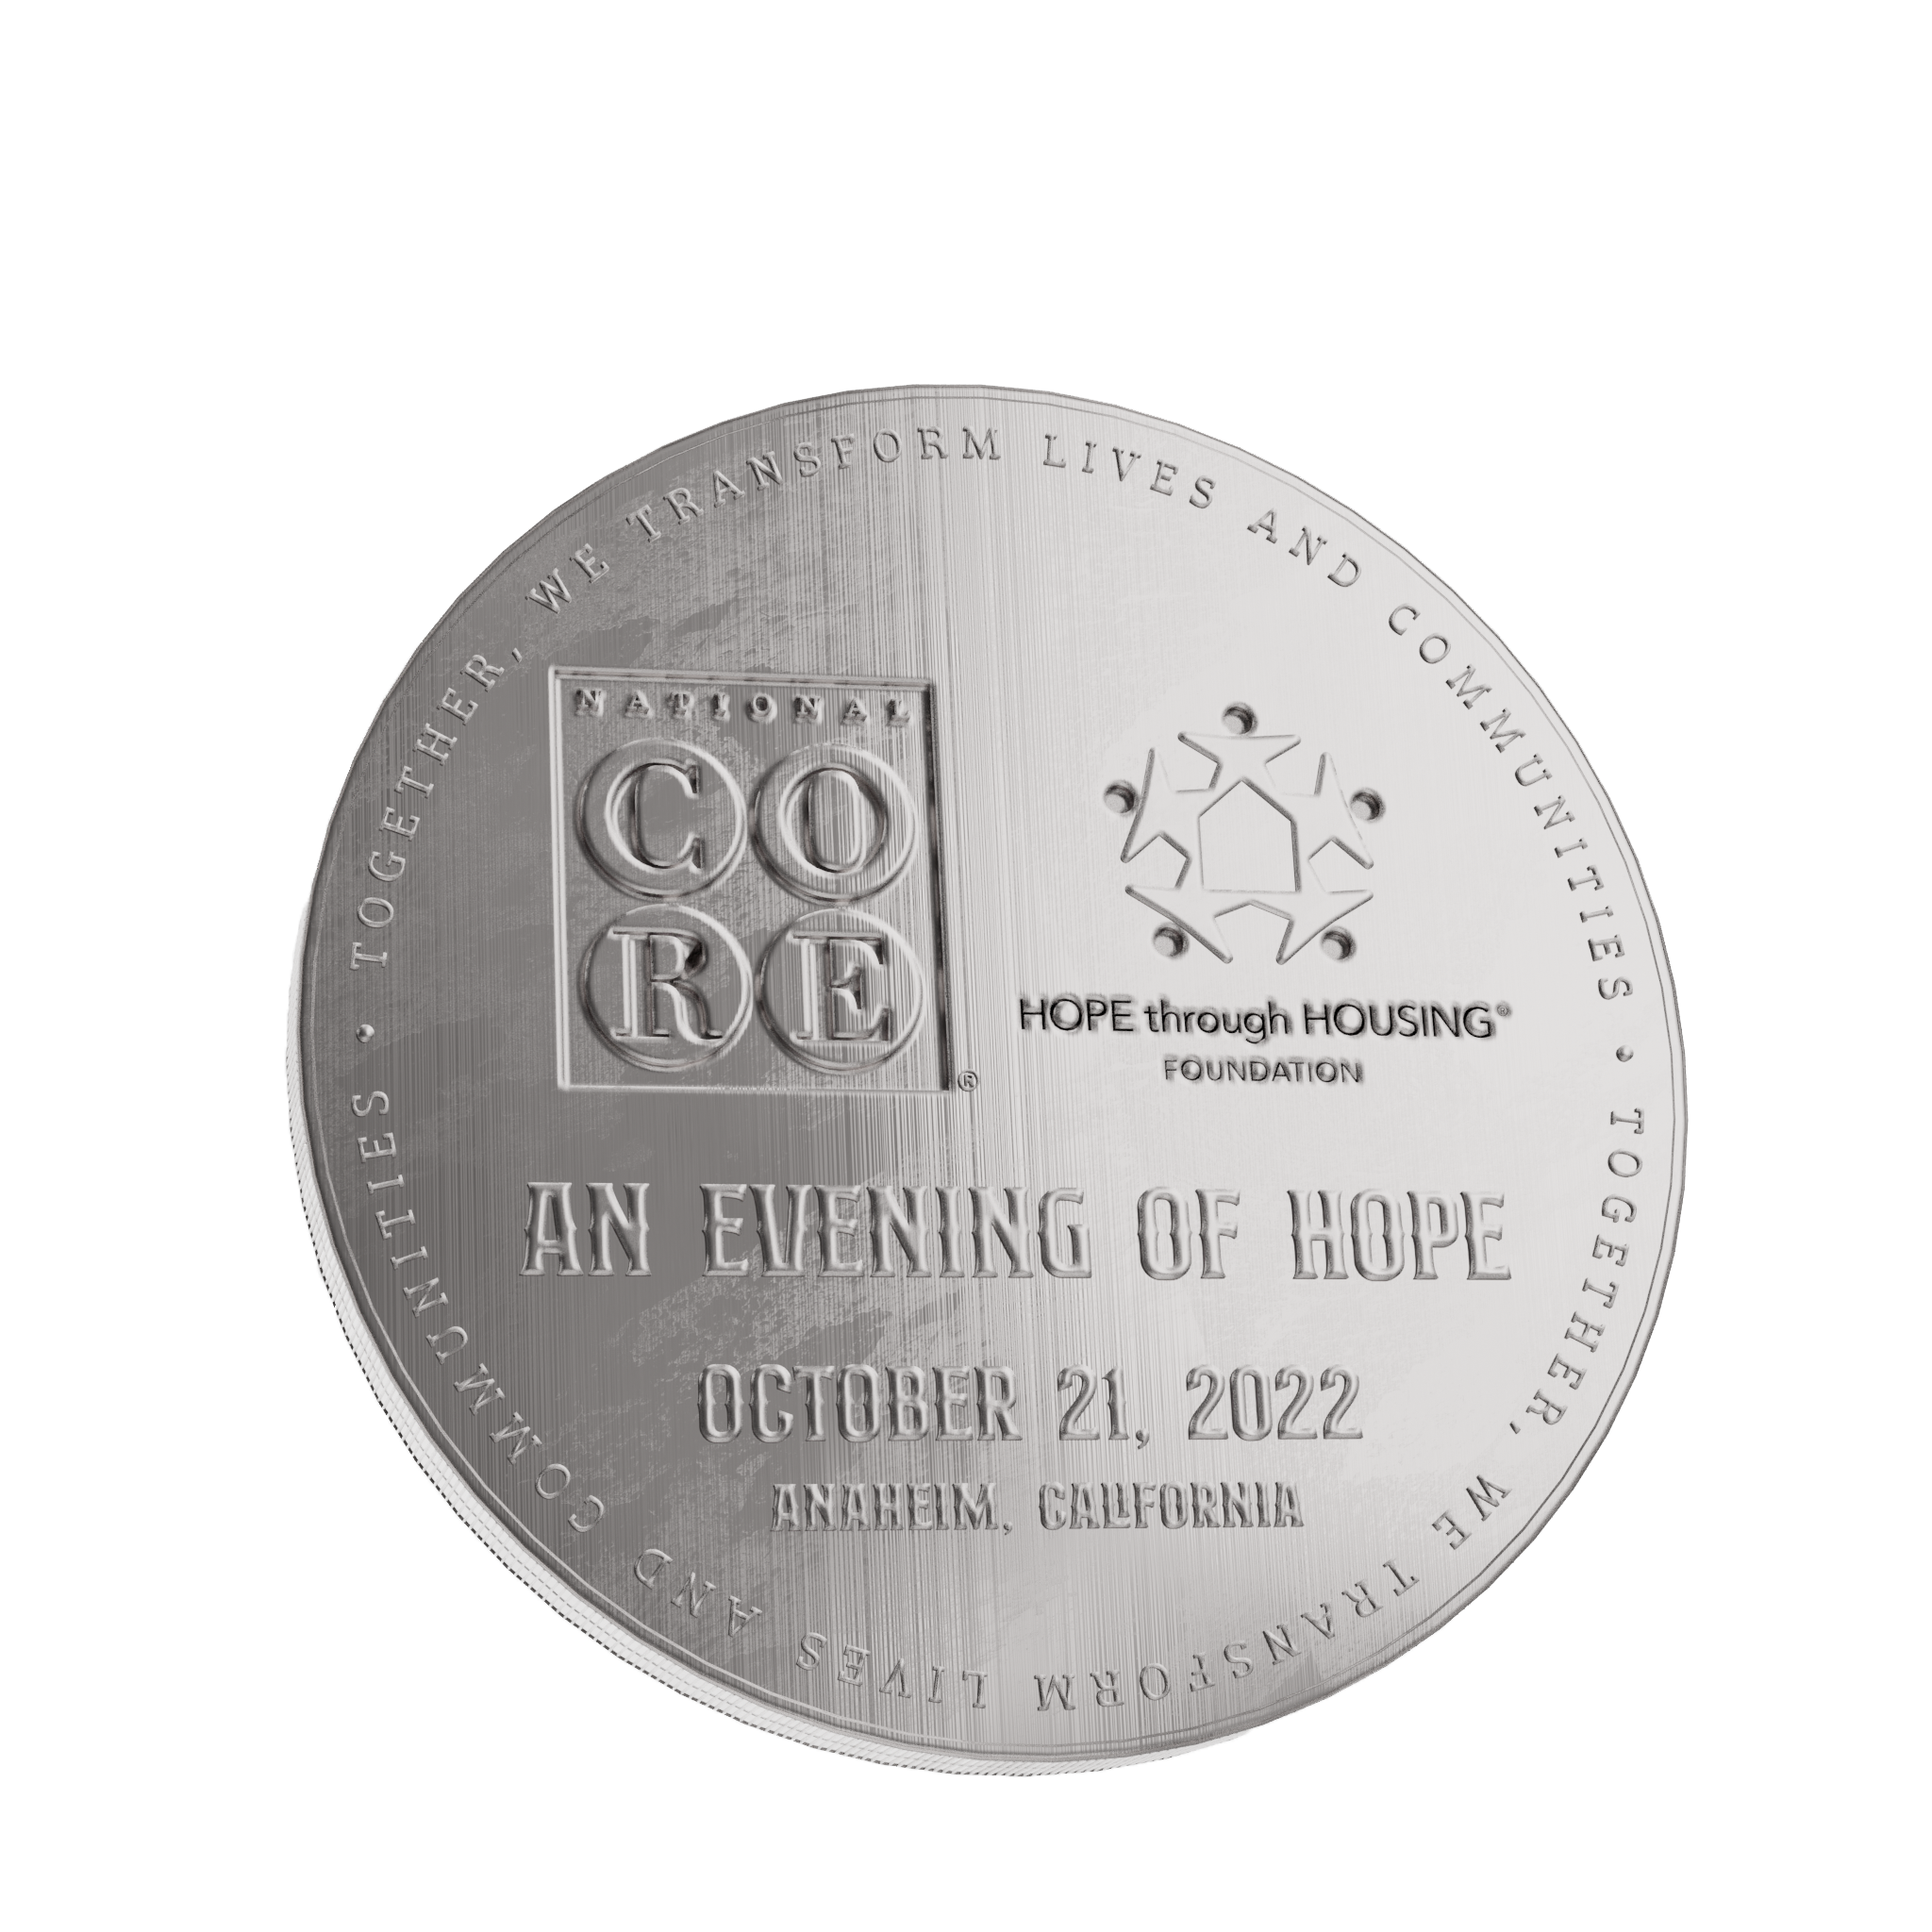 • TOGETHER, WE TRANSFORM LIVES AND COMMUNITIES
• TOGETHER, WE TRANSFORM LIVES AND COMMUNITIES
NATIONAL
CO
RE
®
HOPE through HOUSING®
FOUNDATION
AN EVENING OF HOPE
OCTOBER 21, 2022
ANAHEIM, CALIFORNIA